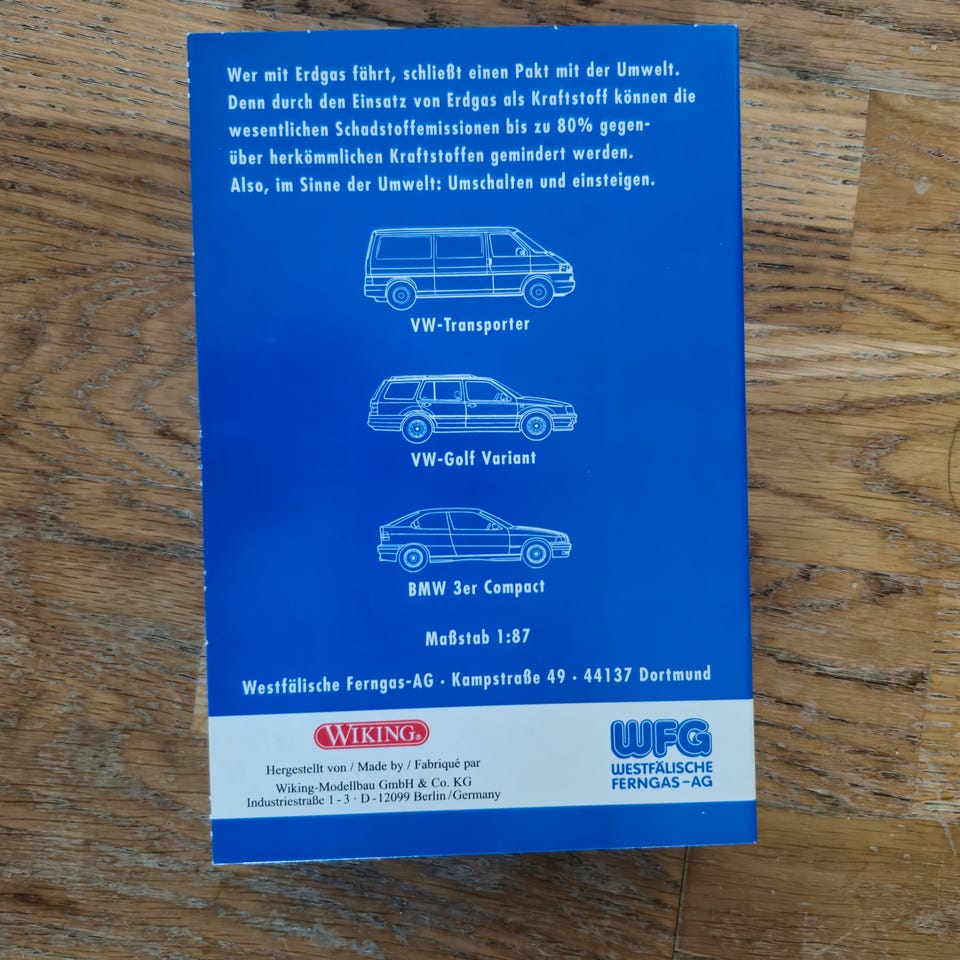 Wer mit Erdgas fährt, schließt einen Pakt mit der Umwelt.
Denn durch den Einsatz von Erdgas als Kraftstoff können die
wesentlichen Schadstoffemissionen bis zu 80% gegen-
über herkömmlichen Kraftstoffen gemindert werden.
Also, im Sinne der Umwelt: Umschalten und einsteigen.
VW-Transporter
VW-Golf Variant
BMW 3er Compact
Maßstab 1:87
Westfälische Ferngas-AG · Kampstraße 49 · 44137 Dortmund
WIKING®
Hergestellt von / Made by / Fabriqué par
Wiking-Modellbau GmbH & Co. KG
Industriestraße 1 - 3 · D - 12099 Berlin/Germany
WFG
WESTFÄLISCHE
FERNGAS-AG